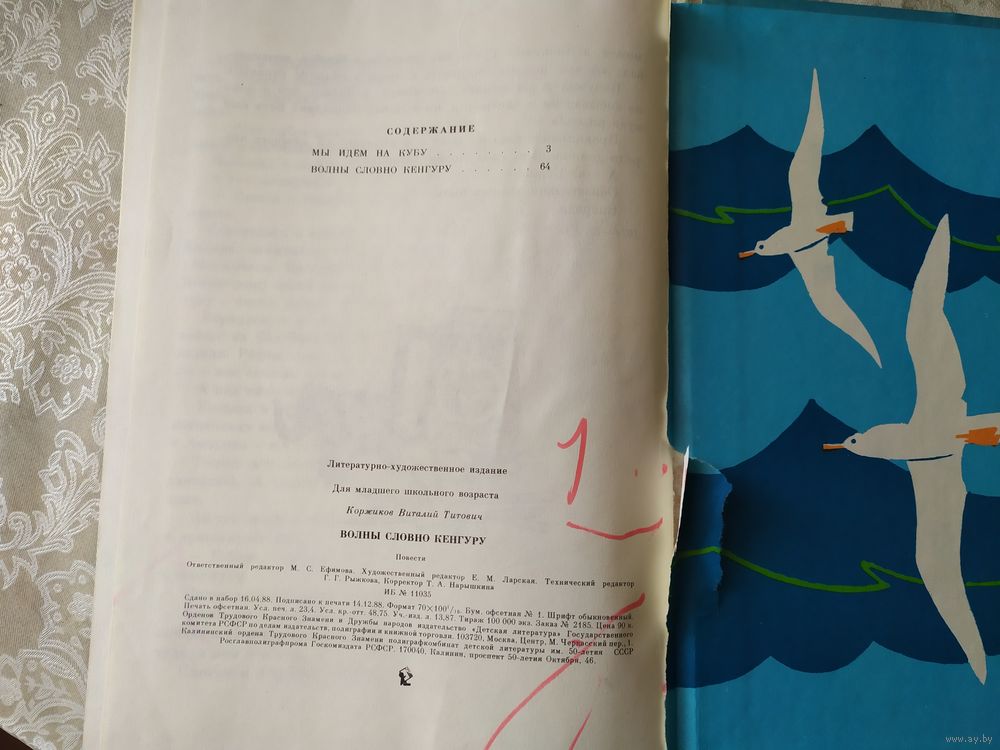 СОДЕРЖАНИЕ
МЫ ИДЁМ НА КУБУ . . . . . . . . 3
ВОЛНЫ СЛОВНО КЕНГУРУ . . . . . . 64
Литературно-художественное издание
Для младшего школьного возраста
Коржиков Виталий Титович
ВОЛНЫ СЛОВНО КЕНГУРУ
Повести
Ответственный редактор М. С. Ефимова. Художественный редактор Е. М. Ларская. Технический редактор
Г. Г. Рыжкова, Корректор Т. А. Нарышкина
ИБ № 11035
Сдано в набор 16.04.88. Подписано к печати 14.12.88. Формат 70×100¹/₁₆. Бум. офсетная № 1. Шрифт обыкновенный.
Печать офсетная. Усл. печ. л. 23,4. Усл. кр.-отт. 48,75. Уч.-изд. л. 13,87. Тираж 100 000 экз. Заказ № 2185. Цена 90 к.
Орденов Трудового Красного Знамени и Дружбы народов издательство «Детская литература» Государственного
комитета РСФСР по делам издательств, полиграфии и книжной торговли. 103720, Москва, Центр, М. Черкасский пер., 1.
Калининский ордена Трудового Красного Знамени полиграфкомбинат детской литературы им. 50-летия СССР
Росглавполиграфпрома Госкомиздата РСФСР. 170040, Калинин, проспект 50-летия Октября, 46.
1
www.ay.by